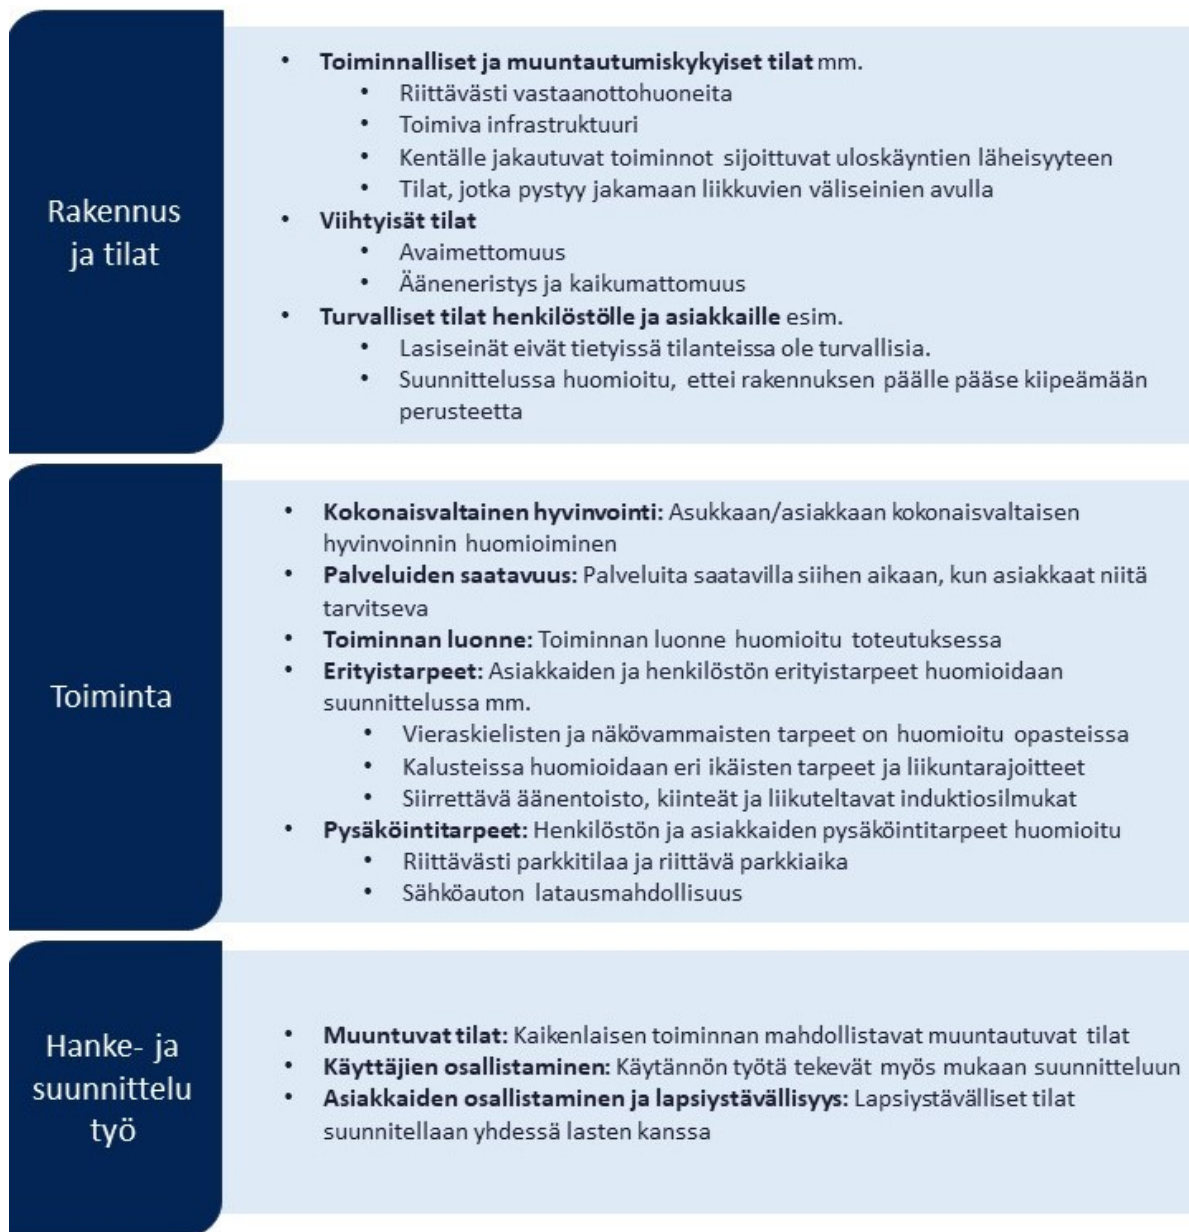 Rakennus
ja tilat
• Toiminnalliset ja muuntautumiskykyiset tilat mm.
• Riittävästi vastaanottohuoneita
• Toimiva infrastruktuuri
• Kentälle jakautuvat toiminnot sijoittuvat uloskäyntien läheisyyteen
• Tilat, jotka pystyy jakamaan liikkuvien väliseinien avulla
• Viihtyisät tilat
• Avaimettomuus
• Ääneneristys ja kaikumattomuus
• Turvalliset tilat henkilöstölle ja asiakkaille esim.
• Lasiseinät eivät tietyissä tilanteissa ole turvallisia.
• Suunnittelussa huomioitu, ettei rakennuksen päälle pääse kiipeämään
perusteetta
Toiminta
• Kokonaisvaltainen hyvinvointi: Asukkaan/asiakkaan kokonaisvaltaisen
hyvinvoinnin huomioiminen
• Palveluiden saatavuus: Palveluita saatavilla siihen aikaan, kun asiakkaat niitä
tarvitseva
• Toiminnan luonne: Toiminnan luonne huomioitu toteutuksessa
• Erityistarpeet: Asiakkaiden ja henkilöstön erityistarpeet huomioidaan
suunnittelussa mm.
• Vieraskielisten ja näkövammaisten tarpeet on huomioitu opasteissa
• Kalusteissa huomioidaan eri ikäisten tarpeet ja liikuntarajoitteet
• Siirrettävä äänentoisto, kiinteät ja liikuteltavat induktiosilmukat
• Pysäköintitarpeet: Henkilöstön ja asiakkaiden pysäköintitarpeet huomioitu
• Riittävästi parkkitilaa ja riittävä parkkiaika
• Sähköauton latausmahdollisuus
Hanke- ja
suunnittelu
työ
• Muuntuvat tilat: Kaikenlaisen toiminnan mahdollistavat muuntautuvat tilat
• Käyttäjien osallistaminen: Käytännön työtä tekevät myös mukaan suunnitteluun
• Asiakkaiden osallistaminen ja lapsiystävällisyys: Lapsiystävälliset tilat
suunnitellaan yhdessä lasten kanssa